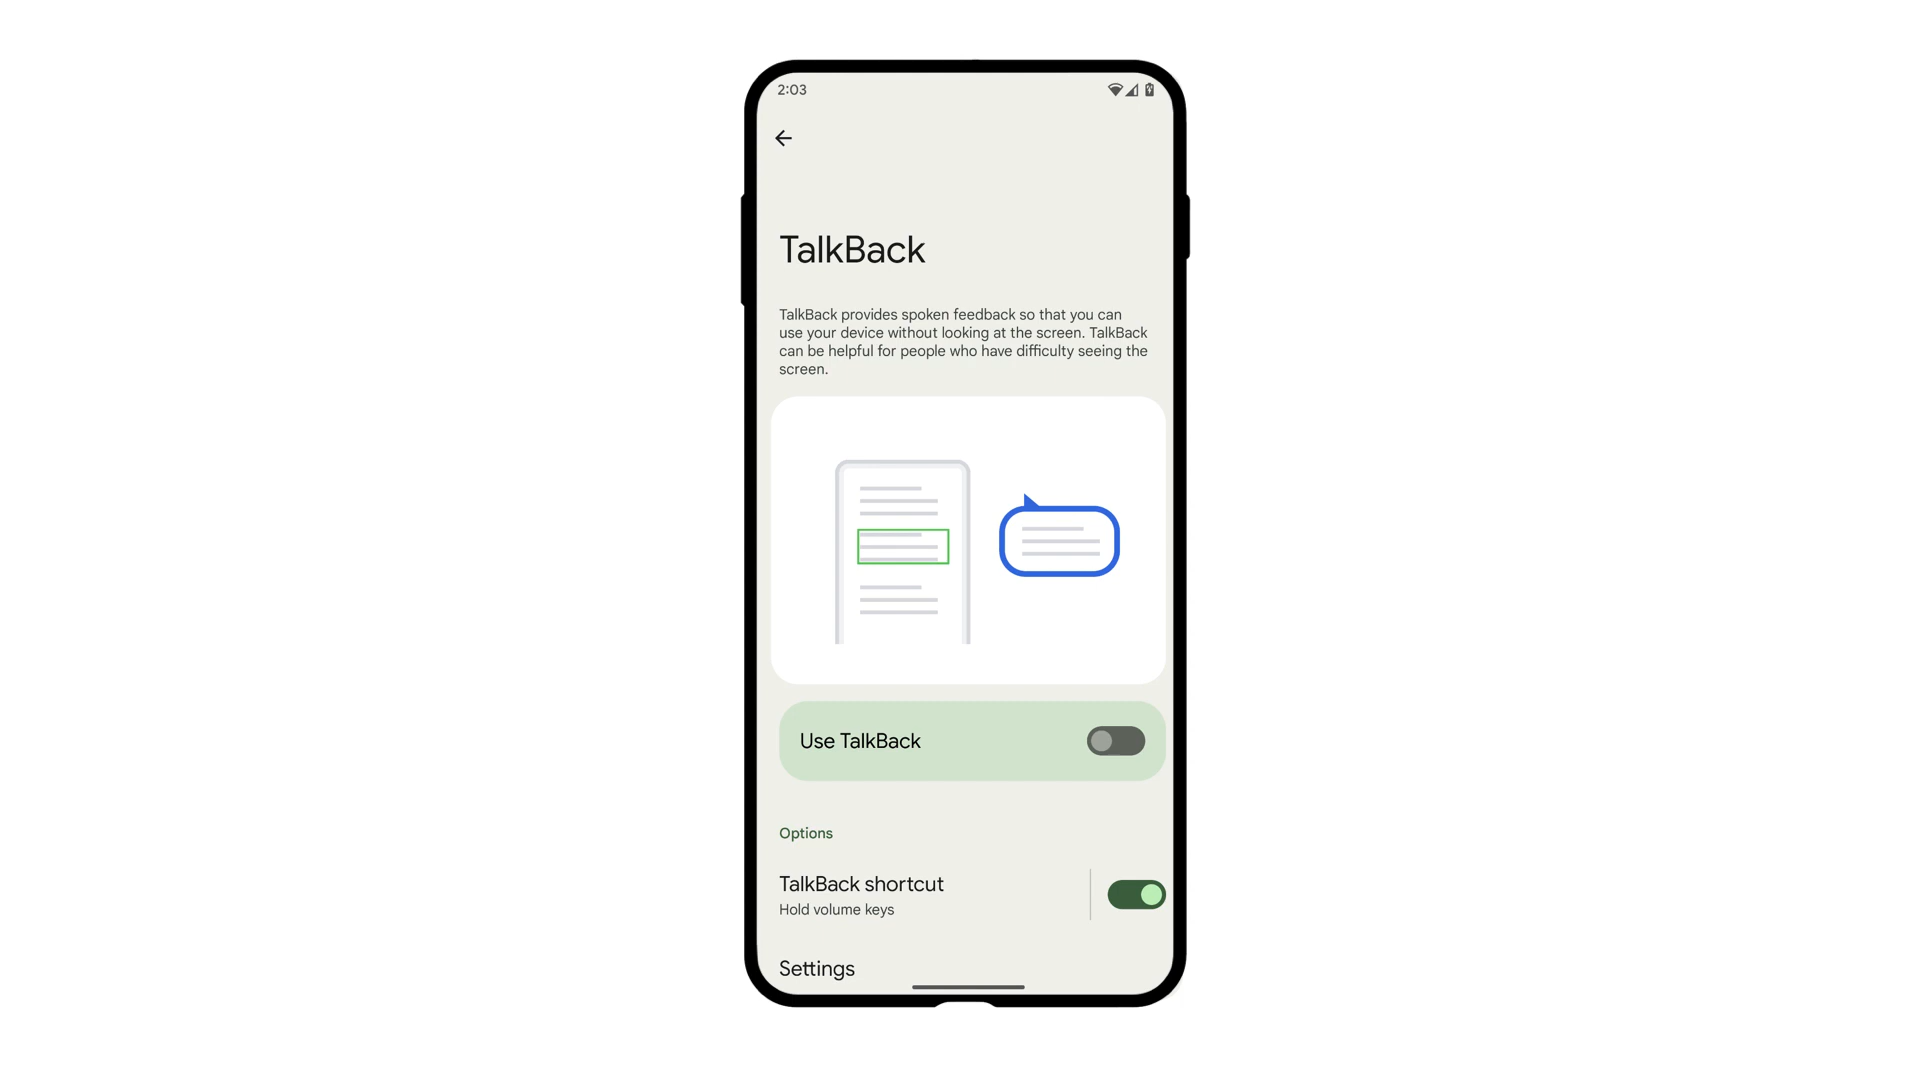 2:03
TalkBack
TalkBack provides spoken feedback so that you can
use your device without looking at the screen. TalkBack
can be helpful for people who have difficulty seeing the
screen.
Use TalkBack
Options
TalkBack shortcut
Hold volume keys
Settings